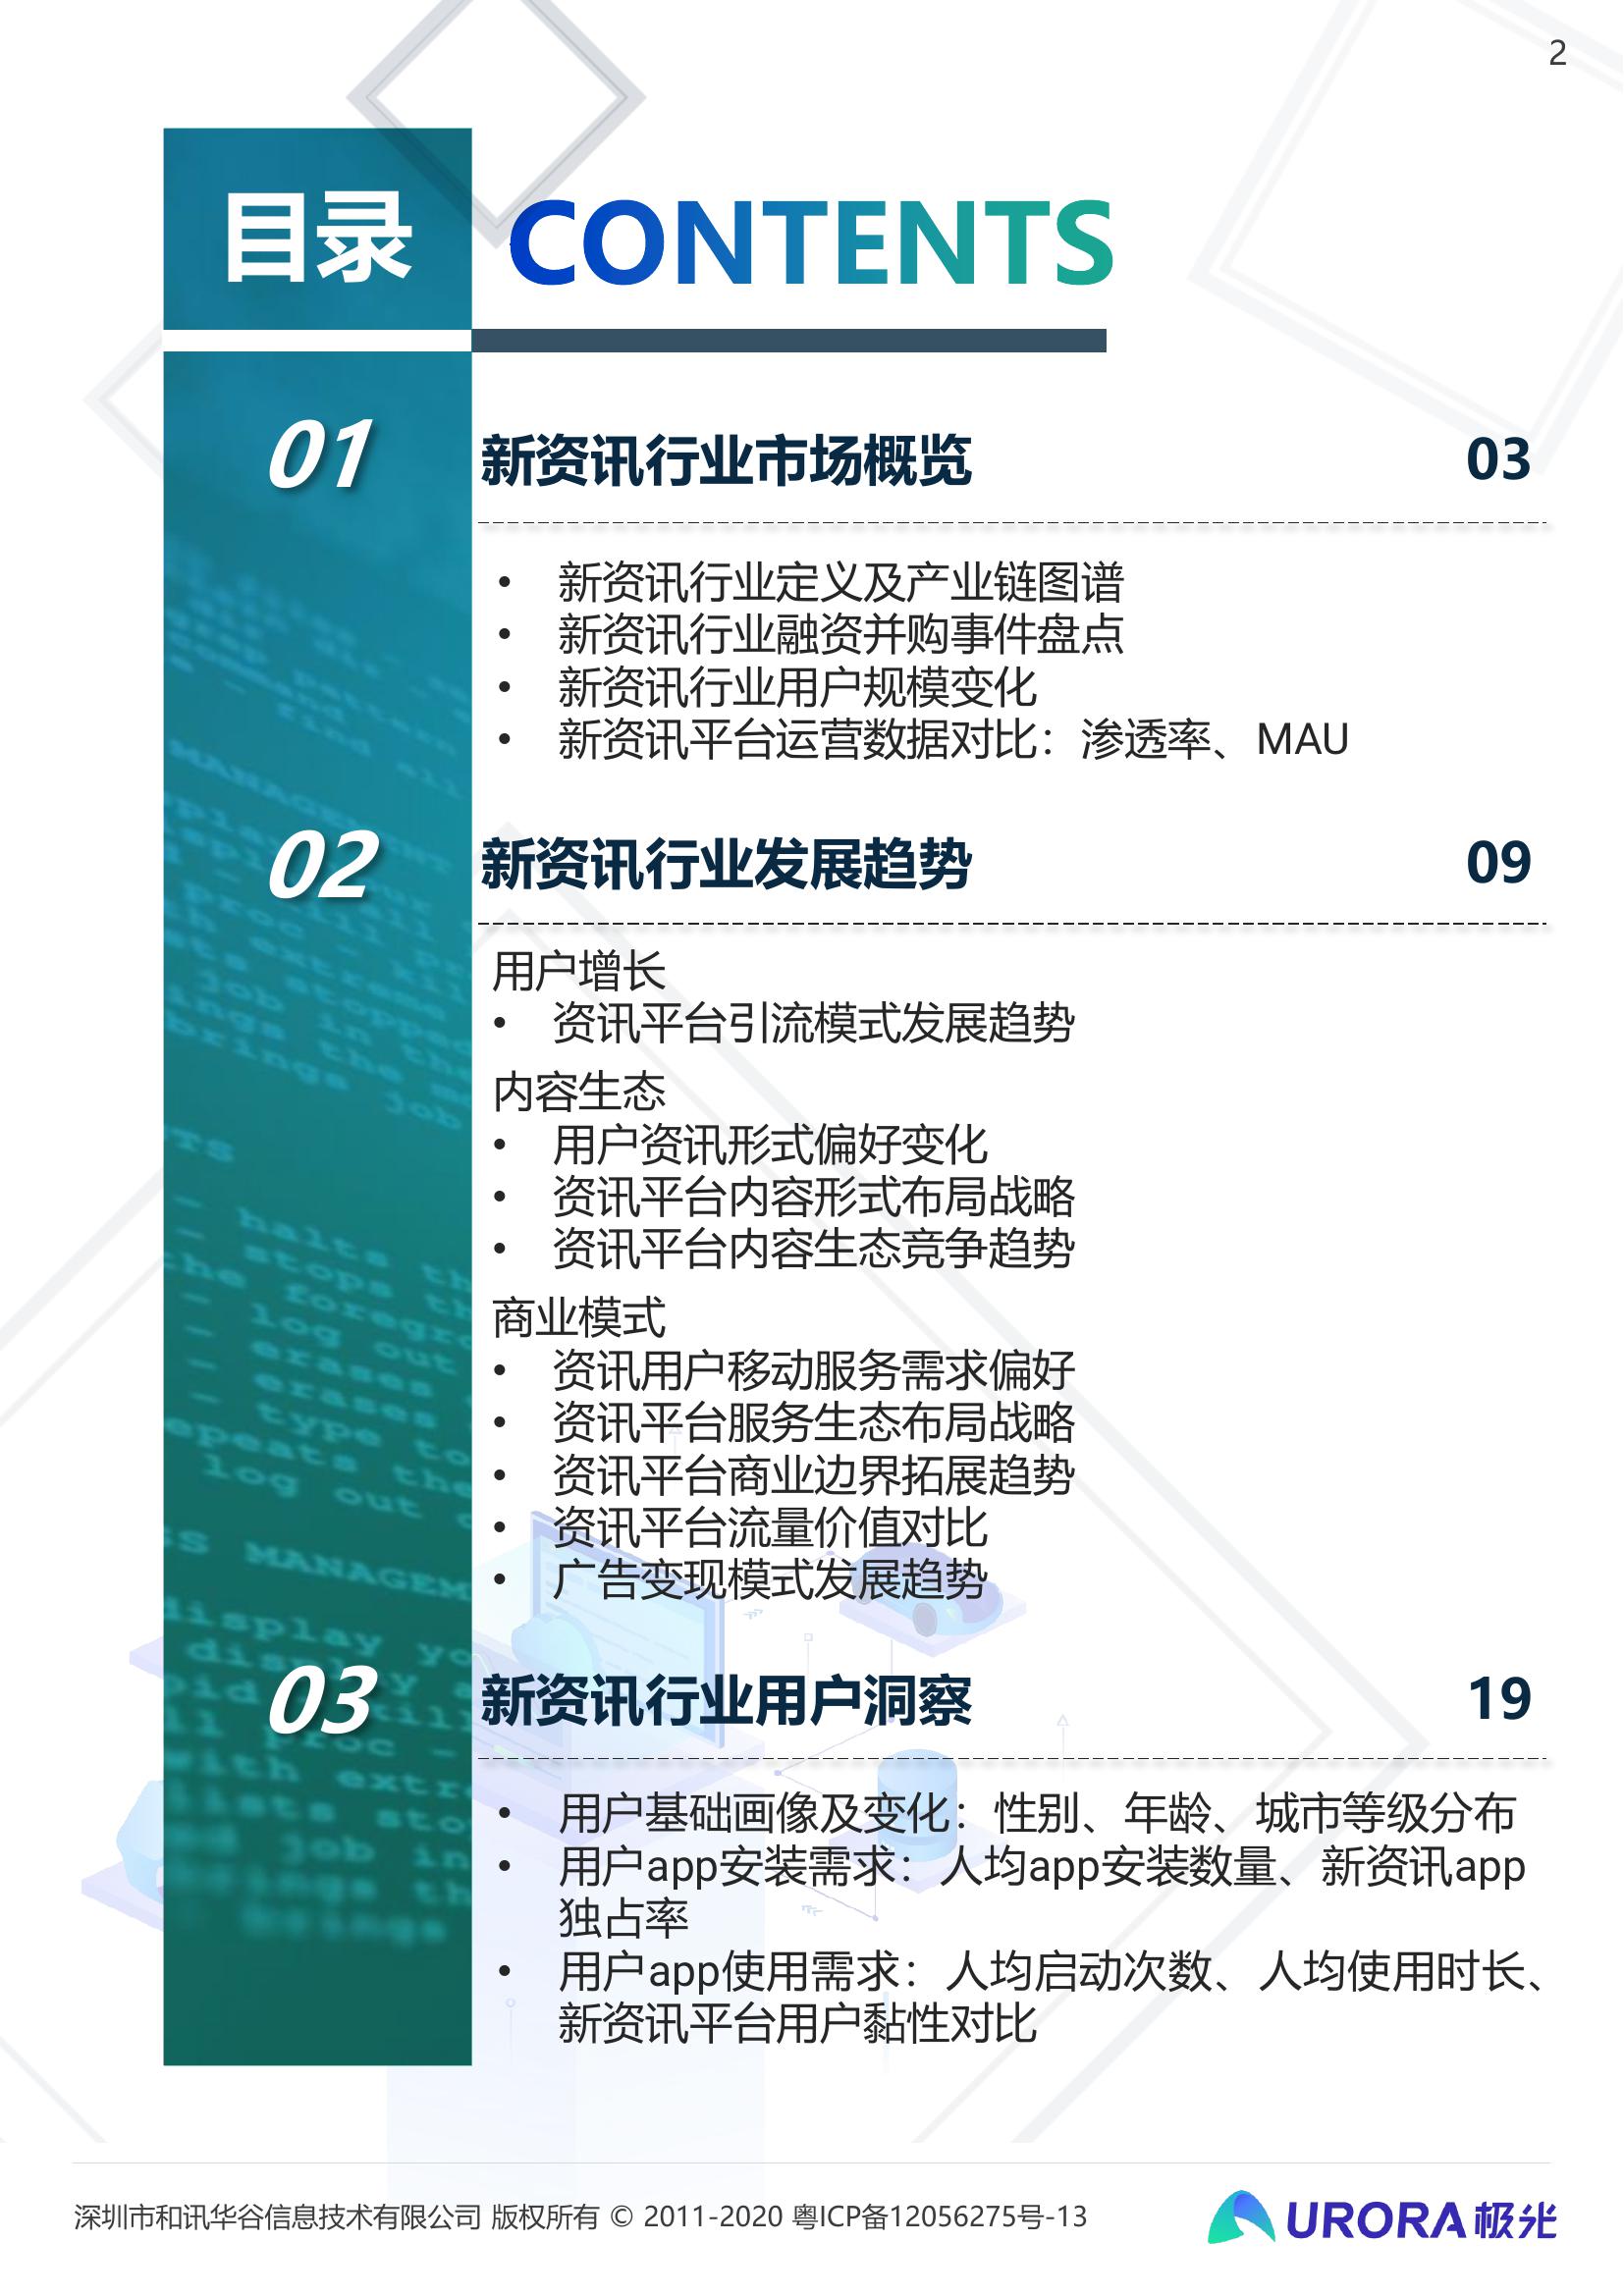 2
目录
CONTENTS
01
新资讯行业市场概览
03
• 新资讯行业定义及产业链图谱
• 新资讯行业融资并购事件盘点
• 新资讯行业用户规模变化
• 新资讯平台运营数据对比：渗透率、MAU
02
新资讯行业发展趋势
09
用户增长
• 资讯平台引流模式发展趋势
内容生态
• 用户资讯形式偏好变化
• 资讯平台内容形式布局战略
• 资讯平台内容生态竞争趋势
商业模式
• 资讯用户移动服务需求偏好
• 资讯平台服务生态布局战略
• 资讯平台商业边界拓展趋势
• 资讯平台流量价值对比
• 广告变现模式发展趋势
03
新资讯行业用户洞察
19
• 用户基础画像及变化：性别、年龄、城市等级分布
• 用户app安装需求：人均app安装数量、新资讯app
独占率
• 用户app使用需求：人均启动次数、人均使用时长、
新资讯平台用户黏性对比
深圳市和讯华谷信息技术有限公司 版权所有 © 2011-2020 粤ICP备12056275号-13
URORA极光